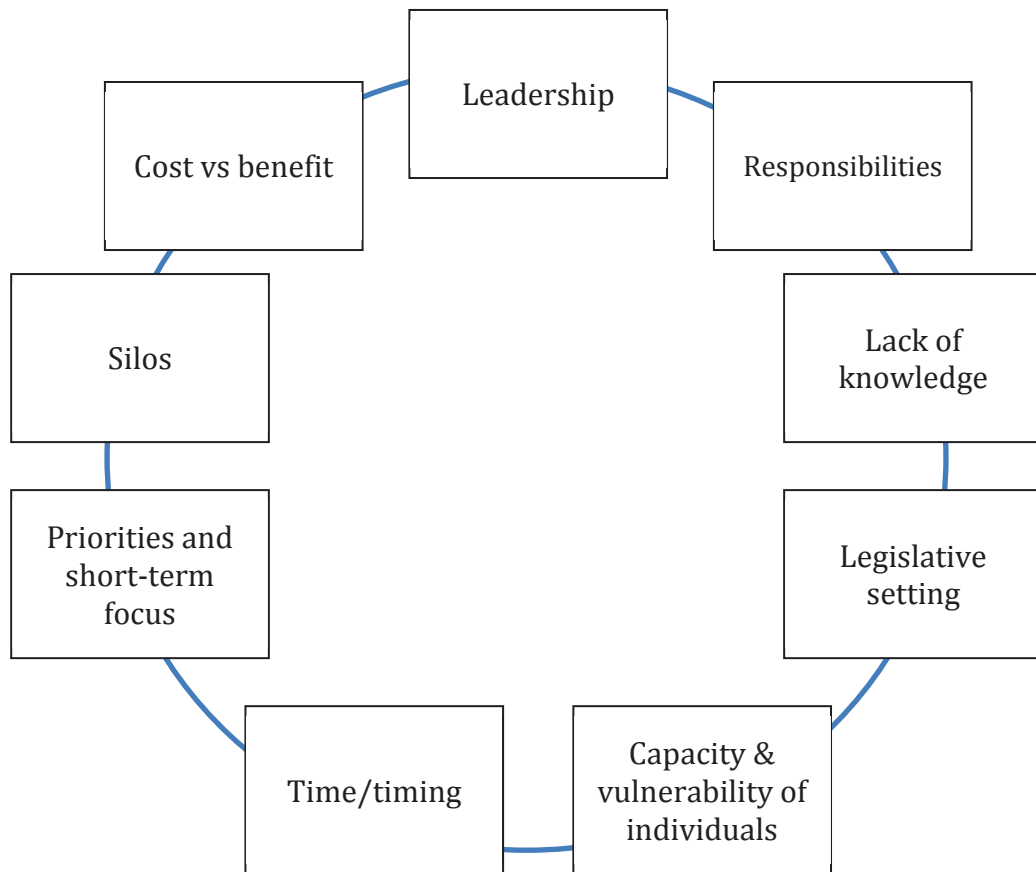 Leadership
Cost vs benefit
Responsibilities
Silos
Lack of
knowledge
Priorities and
short-term
focus
Legislative
setting
Time/timing
Capacity &
vulnerability of
individuals